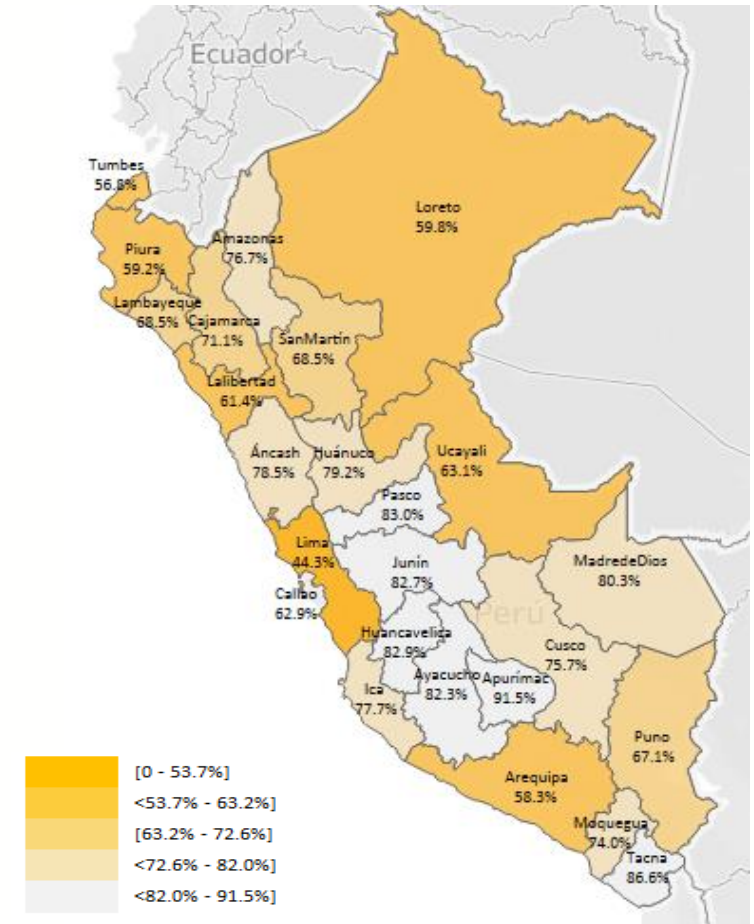 Ecuador
Tumbes
56.8%
Loreto
59.8%
Amazonas
76.7%
Piura
59.2%
Lambayeque
68.5%
Cajamarca
71.1%
SanMartín
68.5%
Lalibertad
61.4%
Áncash
78.5%
Huánuco
79.2%
Ucayali
63.1%
Pasco
83.0%
Lima
44.3%
Junín
82.7%
MadredeDios
80.3%
Callao
62.9%
Perú
Huancavelica
82.9%
Cusco
75.7%
Ayacucho
82.3%
Apurímac
91.5%
Ica
77.7%
Puno
67.1%
Arequipa
58.3%
Moquegua
74.0%
Tacna
86.6%
[0 - 53.7%]
<53.7% - 63.2%]
[63.2% - 72.6%]
<72.6% - 82.0%]
<82.0% - 91.5%]